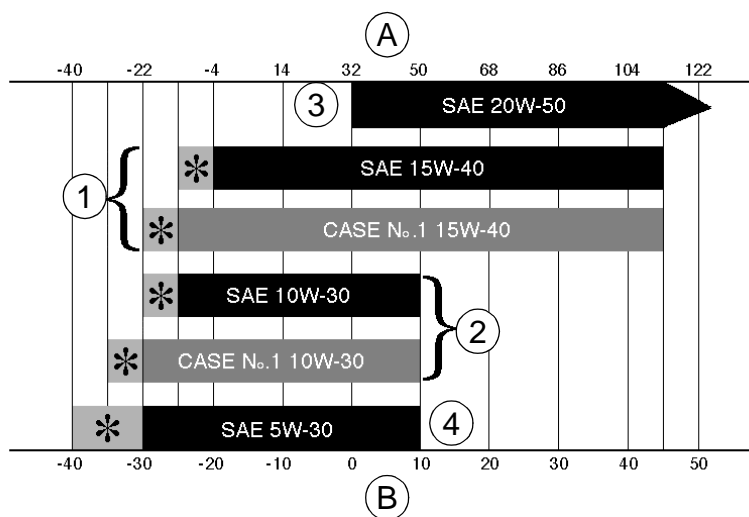 A
-40 -22 -4 14 32 50 68 86 104 122
3 SAE 20W-50
* SAE 15W-40
1
* CASE No.1 15W-40
* SAE 10W-30
2
* CASE No.1 10W-30
* SAE 5W-30 4
-40 -30 -20 -10 0 10 20 30 40 50
B